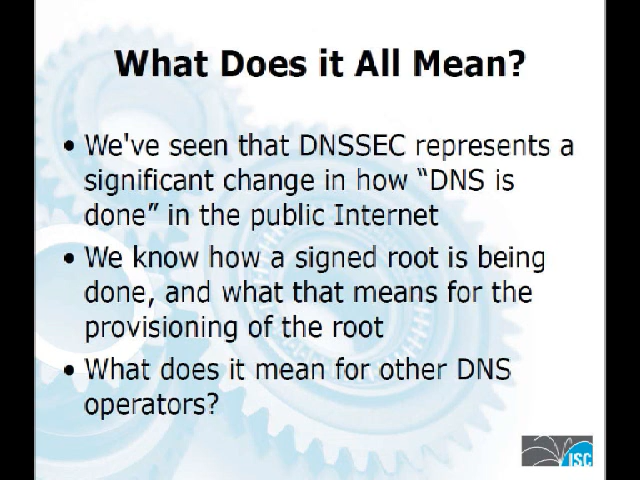 What Does it All Mean?
• We've seen that DNSSEC represents a
significant change in how “DNS is
done” in the public Internet
• We know how a signed root is being
done, and what that means for the
provisioning of the root
• What does it mean for other DNS
operators?
ISC